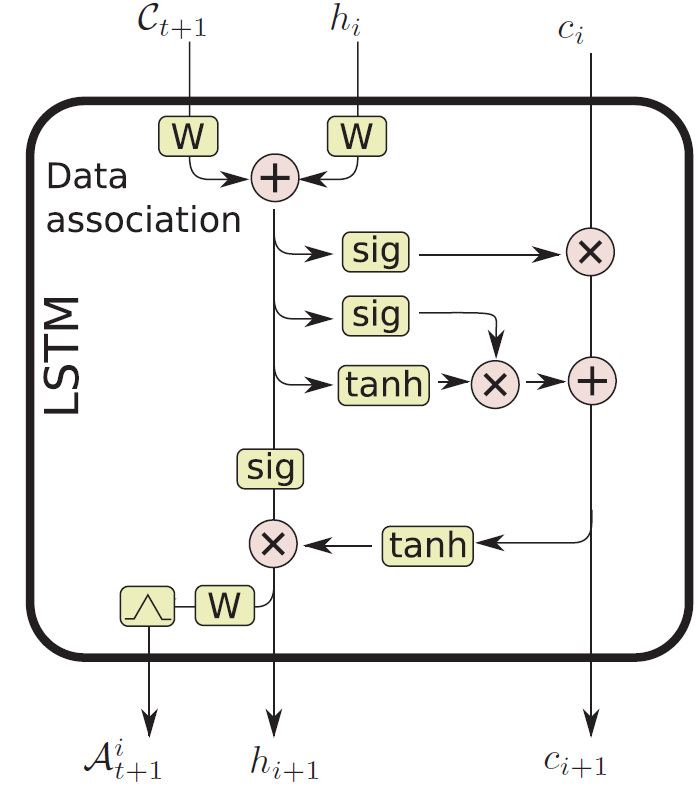 𝒞_{t+1} h_i c_i
W W
+
Data
association
sig ×
sig
tanh × +
LSTM
sig
× tanh
W
𝒜^i_{t+1} h_{i+1} c_{i+1}